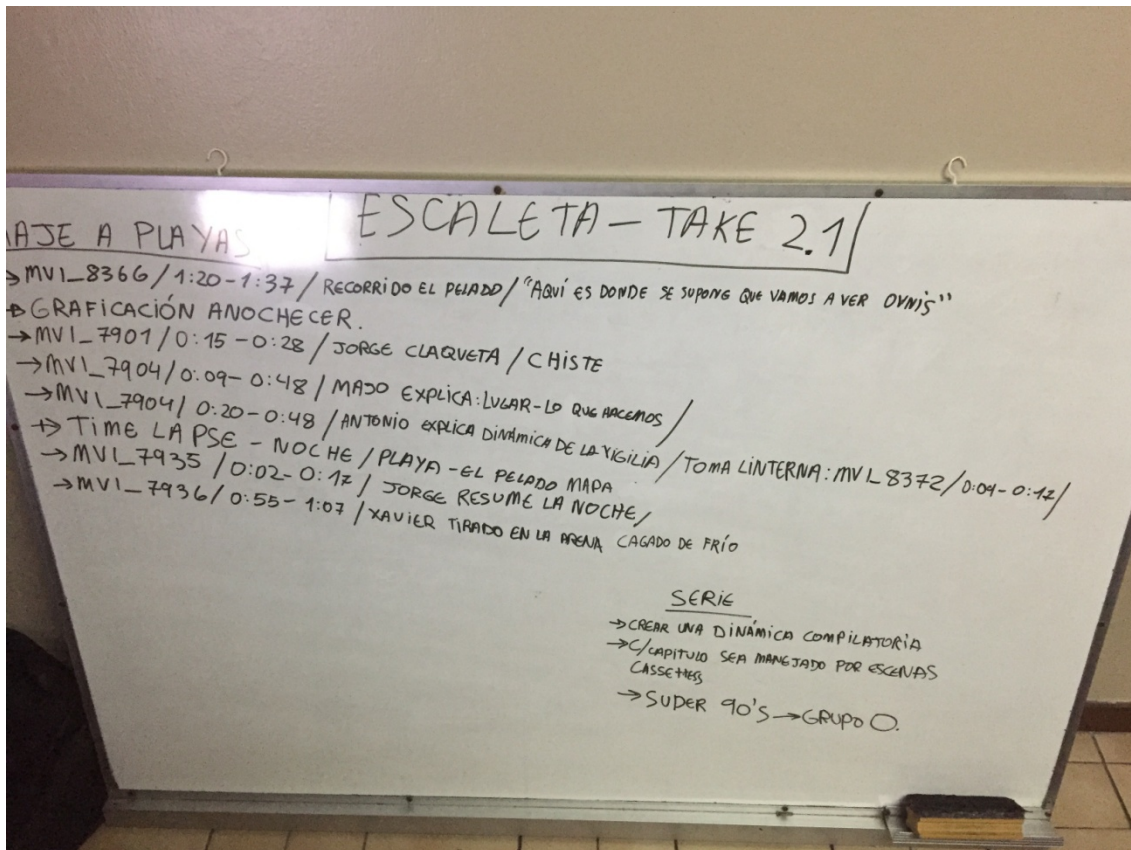 ESCALETA - TAKE 2.1
AJE A PLAYAS
→ MVI_8366 / 1:20-1:37 / RECORRIDO EL PELADO / "AQUÍ ES DONDE SE SUPONE QUE VAMOS A VER OVNIS"
→ GRAFICACIÓN ANOCHECER.
→ MVI_7901 / 0:15-0:28 / JORGE CLAQUETA / CHISTE
→ MVI_7904 / 0:09-0:48 / MAJO EXPLICA: LUGAR-LO QUE HACEMOS /
→ MVI_7904 / 0:20-0:48 / ANTONIO EXPLICA DINÁMICA DE LA VIGILIA / TOMA LINTERNA: MVI_8372 / 0:04-0:12 /
→ TIME LAPSE - NOCHE / PLAYA - EL PELADO MAPA
→ MVI_7935 / 0:02-0:17 / JORGE RESUME LA NOCHE /
→ MVI_7936 / 0:55-1:07 / XAVIER TIRADO EN LA ARENA CAGADO DE FRÍO
SERIE
→ CREAR UNA DINÁMICA COMPILATORIA
→ C/CAPITULO SEA MANEJADO POR ESCENAS
CASSETTESS
→ SUPER 90'S → GRUPO O.